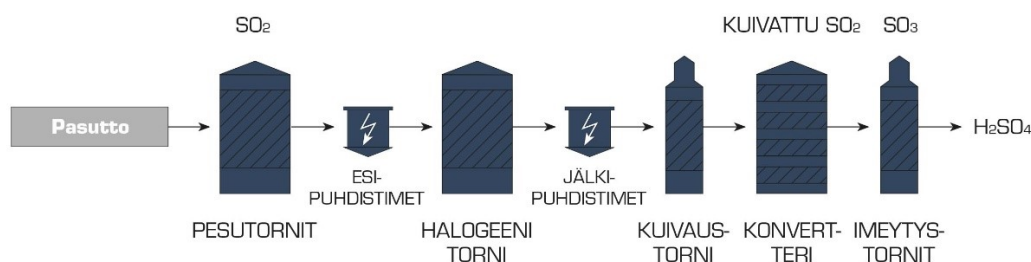 SO₂
KUIVATTU SO₂
SO₃
Pasutto
H₂SO₄
ESI-
PUHDISTIMET
JÄLKI-
PUHDISTIMET
PESUTORNIT
HALOGEENI
TORNI
KUIVAUS-
TORNI
KONVERT-
TERI
IMEYTYS-
TORNIT